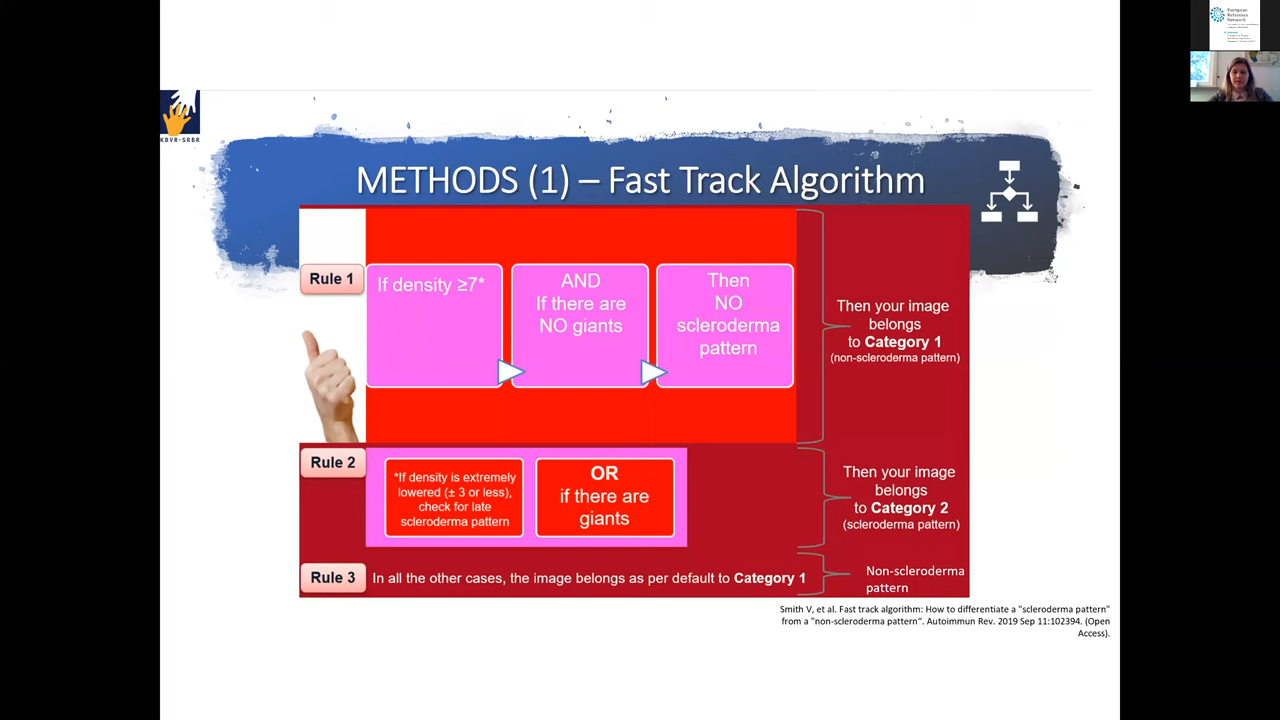 European
Reference
Network
KBVR-SRBR
METHODS (1) – Fast Track Algorithm
Rule 1
If density ≥7*
AND
If there are
NO giants
Then
NO
scleroderma
pattern
Then your image
belongs
to Category 1
(non-scleroderma pattern)
Rule 2
*If density is extremely
lowered (± 3 or less),
check for late
scleroderma pattern
OR
if there are
giants
Then your image
belongs
to Category 2
(scleroderma pattern)
Rule 3
In all the other cases, the image belongs as per default to Category 1
Non-scleroderma
pattern
Smith V, et al. Fast track algorithm: How to differentiate a "scleroderma pattern"
from a "non-scleroderma pattern“. Autoimmun Rev. 2019 Sep 11:102394. (Open
Access).